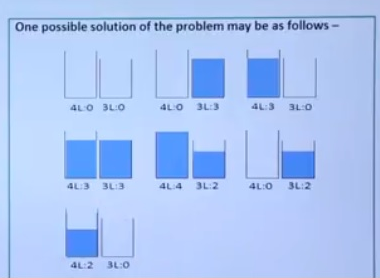 One possible solution of the problem may be as follows –
4L:0 3L:0 4L:0 3L:3 4L:3 3L:0
4L:3 3L:3 4L:4 3L:2 4L:0 3L:2
4L:2 3L:0